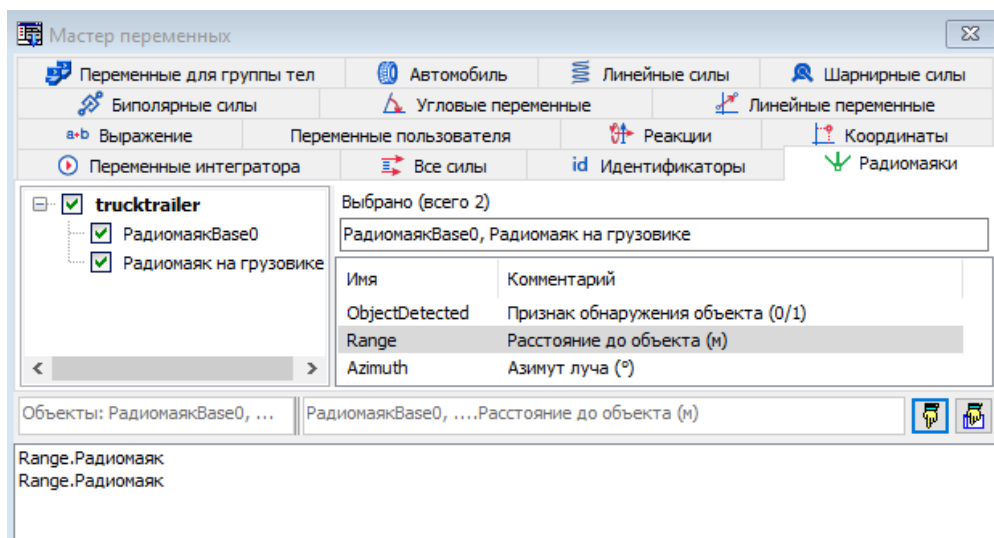 Мастер переменных
Переменные для группы тел
Автомобиль
Линейные силы
Шарнирные силы
Биполярные силы
Угловые переменные
Линейные переменные
a+b Выражение
Переменные пользователя
Реакции
Координаты
Переменные интегратора
Все силы
id Идентификаторы
Радиомаяки
trucktrailer
РадиомаякBase0
Радиомаяк на грузовике
Выбрано (всего 2)
РадиомаякBase0, Радиомаяк на грузовике
Имя Комментарий
ObjectDetected Признак обнаружения объекта (0/1)
Range Расстояние до объекта (м)
Azimuth Азимут луча (°)
Объекты: РадиомаякBase0, ...
РадиомаякBase0, ....Расстояние до объекта (м)
Range.Радиомаяк
Range.Радиомаяк